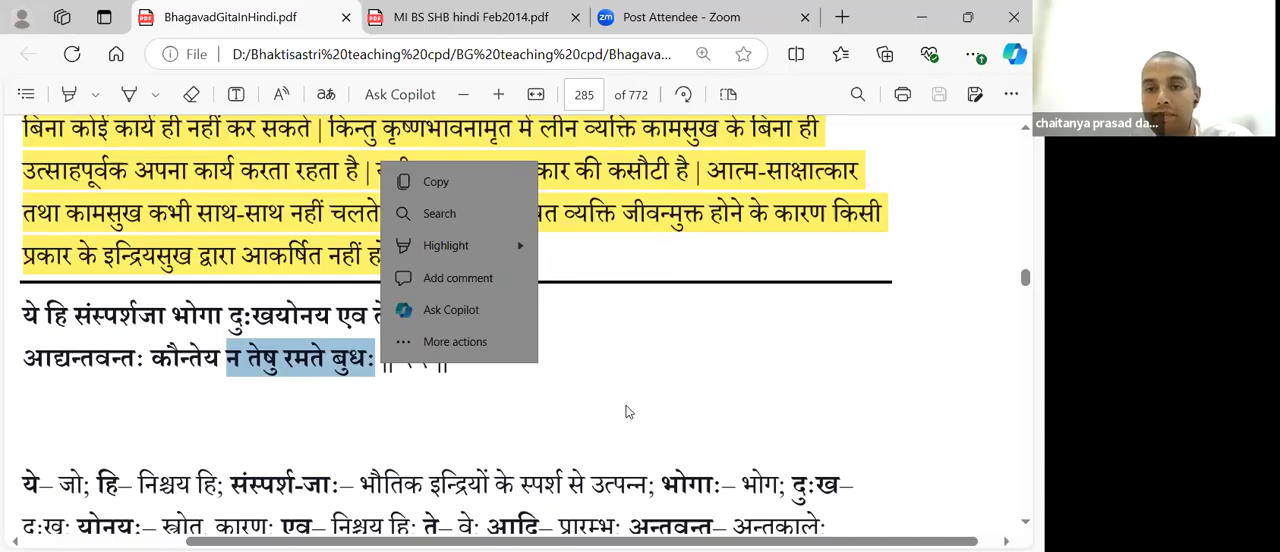 BhagavadGitaInHindi.pdf
MI BS SHB hindi Feb2014.pdf
Post Attendee - Zoom
File
D:/Bhaktisastri%20teaching%20cpd/BG%20teaching%20cpd/Bhagava...
Ask Copilot
285 of 772
chaitanya prasad da...
बिना कोई कार्य ही नहीं कर सकते | किन्तु कृष्णभावनामृत में लीन व्यक्ति कामसुख के बिना ही
उत्साहपूर्वक अपना कार्य करता रहता है | कार की कसौटी है | आत्म-साक्षात्कार
तथा कामसुख कभी साथ-साथ नहीं चलते व्यक्ति जीवन्मुक्त होने के कारण किसी
प्रकार के इन्द्रियसुख द्वारा आकर्षित नहीं
Copy
Search
Highlight
Add comment
Ask Copilot
More actions
ये हि संस्पर्शजा भोगा दुःखयोनय एव
आद्यन्तवन्तः कौन्तेय न तेषु रमते बुधः
ये– जो; हि– निश्चय हि; संस्पर्श-जाः– भौतिक इन्द्रियों के स्पर्श से उत्पन्न; भोगाः– भोग; दुःख–
दुःख; योनयः– स्त्रोत, कारण; एव– निश्चय हि; ते– वे; आदि– प्रारम्भ; अन्तवन्त– अन्तकाले;